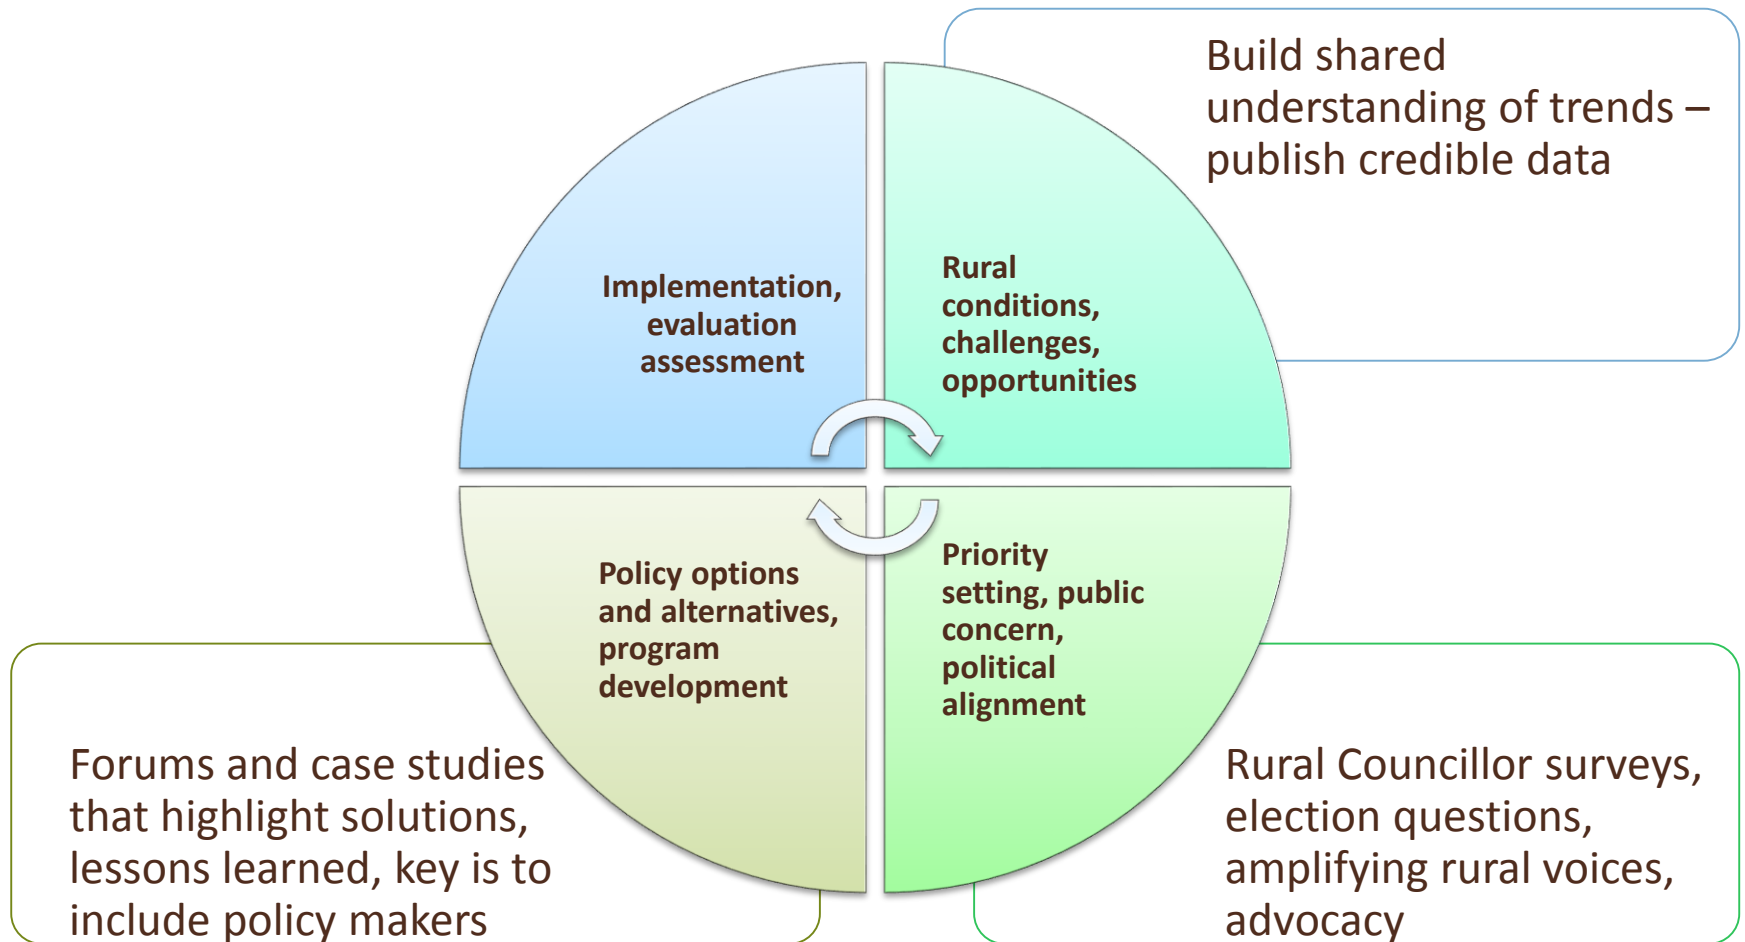 Build shared
understanding of trends –
publish credible data
Implementation,
evaluation
assessment
Rural
conditions,
challenges,
opportunities
Policy options
and alternatives,
program
development
Priority
setting, public
concern,
political
alignment
Forums and case studies
that highlight solutions,
lessons learned, key is to
include policy makers
Rural Councillor surveys,
election questions,
amplifying rural voices,
advocacy